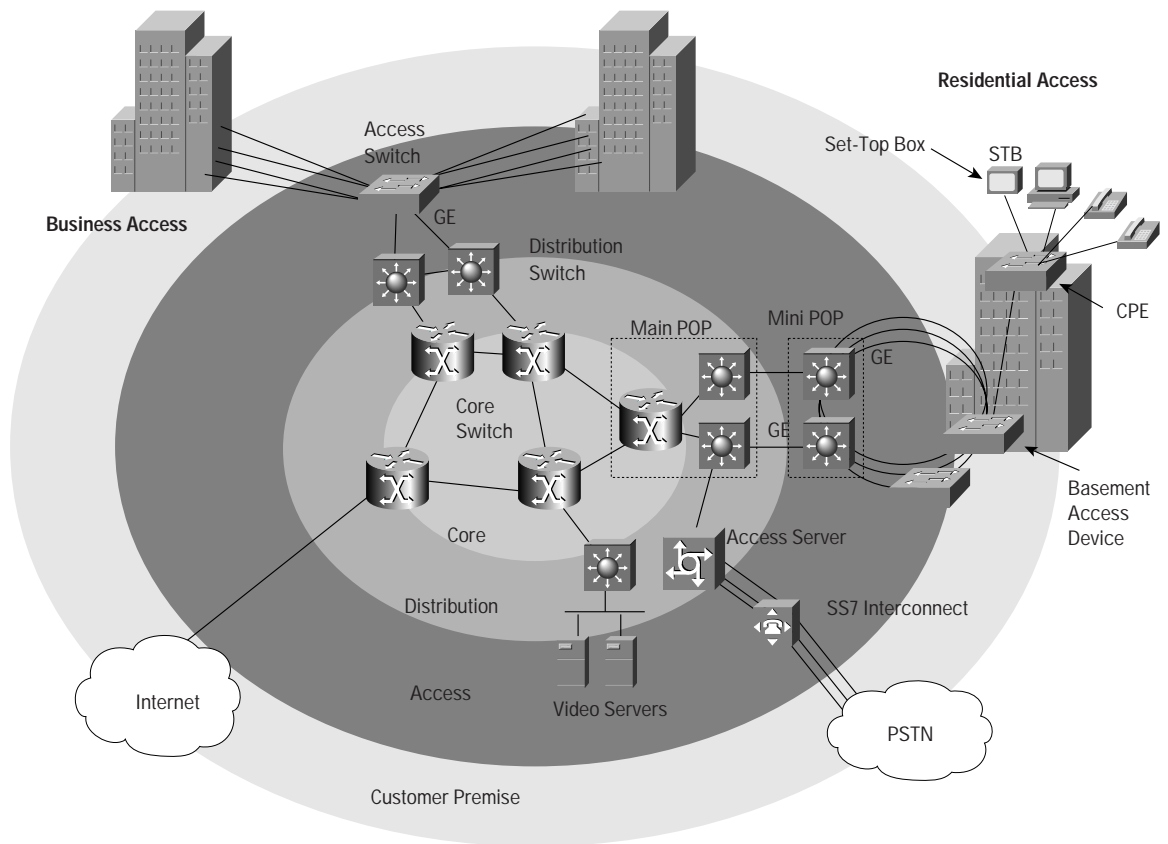 Residential Access
Access
Switch
Set-Top Box
STB
Business Access
GE
Distribution
Switch
Main POP
Mini POP
CPE
GE
Core
Switch
GE
Basement
Access
Device
Core
Access Server
Distribution
SS7 Interconnect
Access
Internet
Video Servers
PSTN
Customer Premise